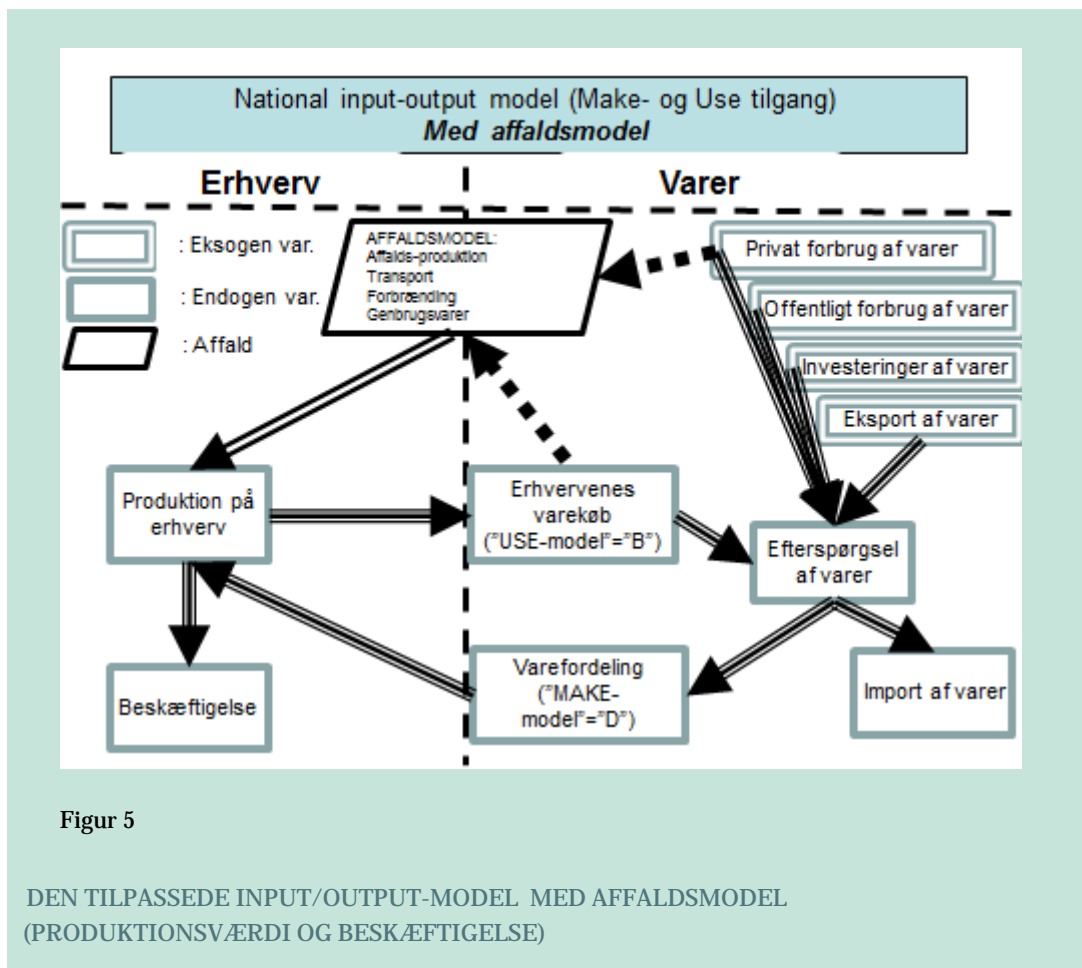 National input-output model (Make- og Use tilgang)
Med affaldsmodel
Erhverv
Varer
: Eksogen var.
: Endogen var.
: Affald
AFFALDSMODEL:
Affalds-produktion
Transport
Forbrænding
Genbrugsvarer
Privat forbrug af varer
Offentligt forbrug af varer
Investeringer af varer
Eksport af varer
Produktion på
erhverv
Erhvervenes
varekøb
("USE-model"="B")
Efterspørgsel
af varer
Beskæftigelse
Varefordeling
("MAKE-
model"="D")
Import af varer
Figur 5
DEN TILPASSEDE INPUT/OUTPUT-MODEL MED AFFALDSMODEL
(PRODUKTIONSVÆRDI OG BESKÆFTIGELSE)